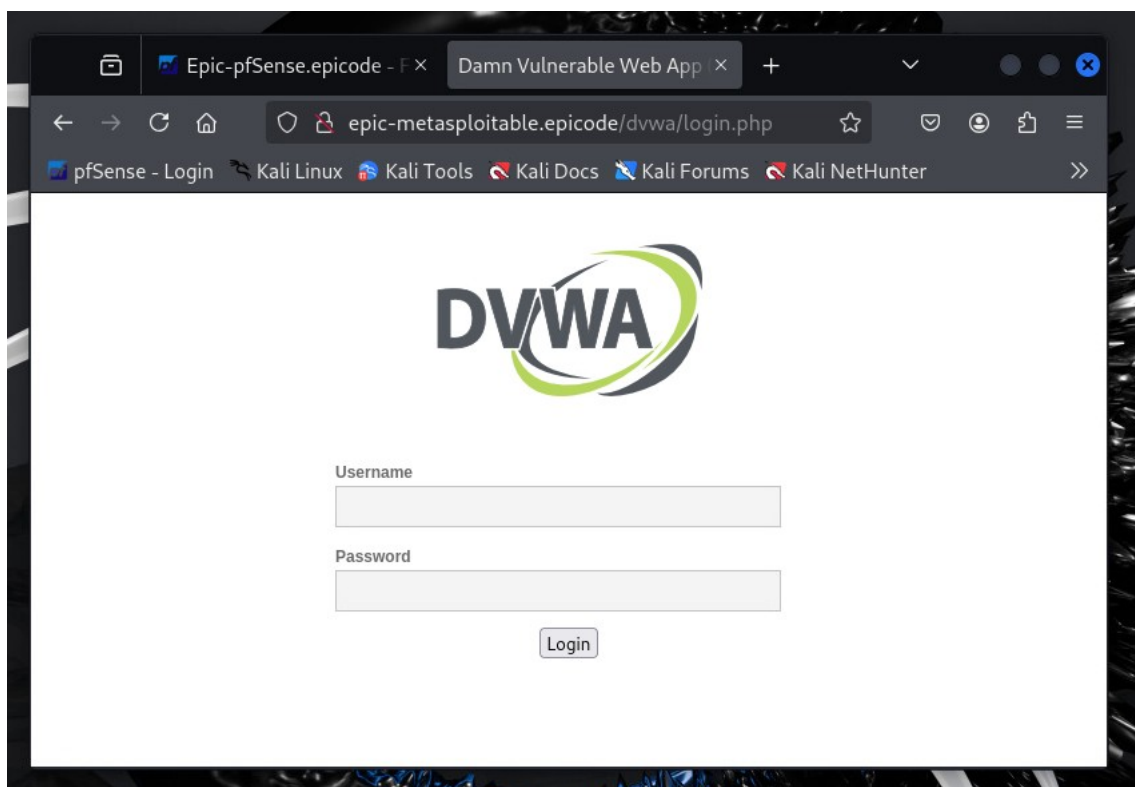 Epic-pfSense.epicode - F
Damn Vulnerable Web App (
epic-metasploitable.epicode/dvwa/login.php
pfSense - Login Kali Linux Kali Tools Kali Docs Kali Forums Kali NetHunter
DVWA
Username
Password
Login